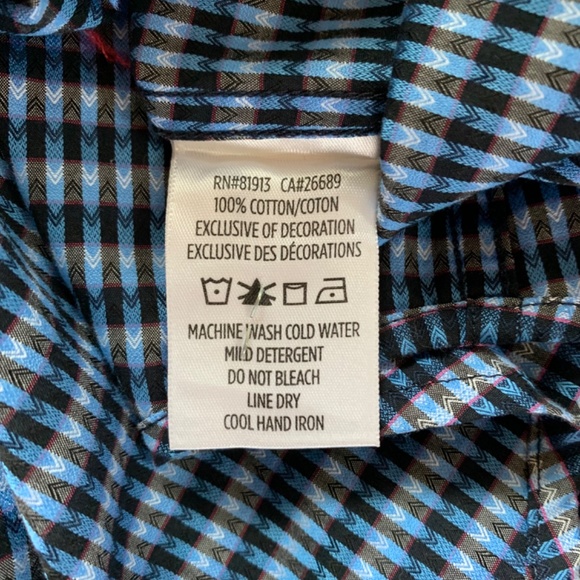 RN#81913 CA#26689
100% COTTON/COTON
EXCLUSIVE OF DECORATION
EXCLUSIVE DES DÉCORATIONS
MACHINE WASH COLD WATER
MILD DETERGENT
DO NOT BLEACH
LINE DRY
COOL HAND IRON